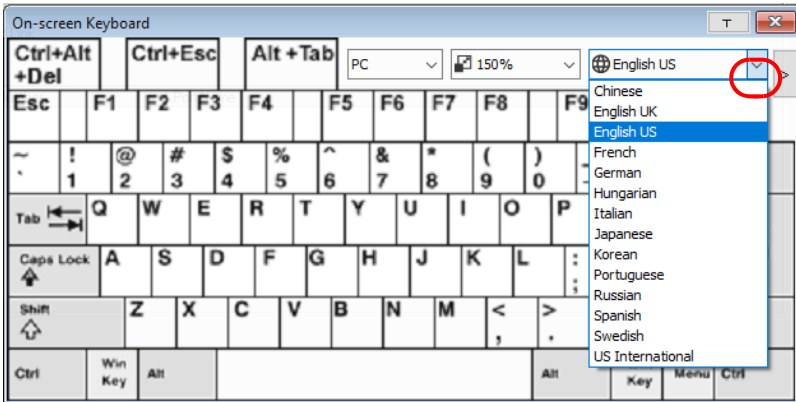 On-screen Keyboard
T
Ctrl+Alt
+Del
Ctrl+Esc
Alt +Tab
PC
150%
English US
>
Esc F1 F2 F3 F4 F5 F6 F7 F8 F9
~ ! @ # $ % ^ & * ( ) _
` 1 2 3 4 5 6 7 8 9 0 -
Tab Q W E R T Y U I O P
Caps Lock A S D F G H J K L : ;
Shift Z X C V B N M < , > .
Ctrl Win Key Alt Alt Key Menu Ctrl
Chinese
English UK
English US
French
German
Hungarian
Italian
Japanese
Korean
Portuguese
Russian
Spanish
Swedish
US International